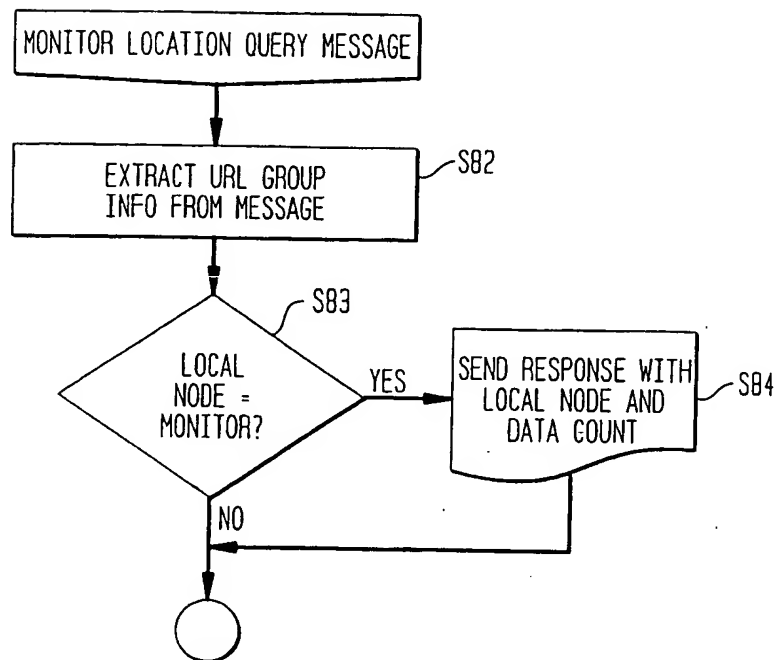 MONITOR LOCATION QUERY MESSAGE
EXTRACT URL GROUP
INFO FROM MESSAGE
S82
S83
LOCAL
NODE =
MONITOR?
YES
SEND RESPONSE WITH
LOCAL NODE AND
DATA COUNT
S84
NO